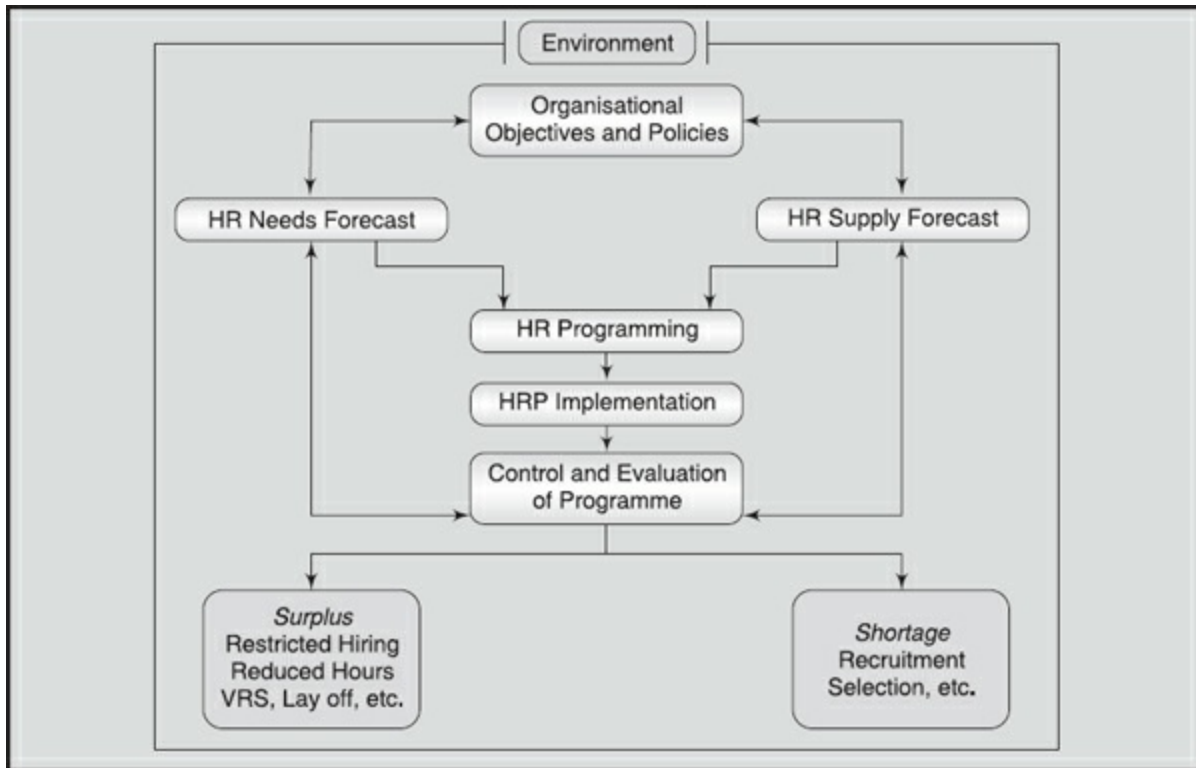 Environment
Organisational
Objectives and Policies
HR Needs Forecast
HR Supply Forecast
HR Programming
HRP Implementation
Control and Evaluation
of Programme
Surplus
Restricted Hiring
Reduced Hours
VRS, Lay off, etc.
Shortage
Recruitment
Selection, etc.